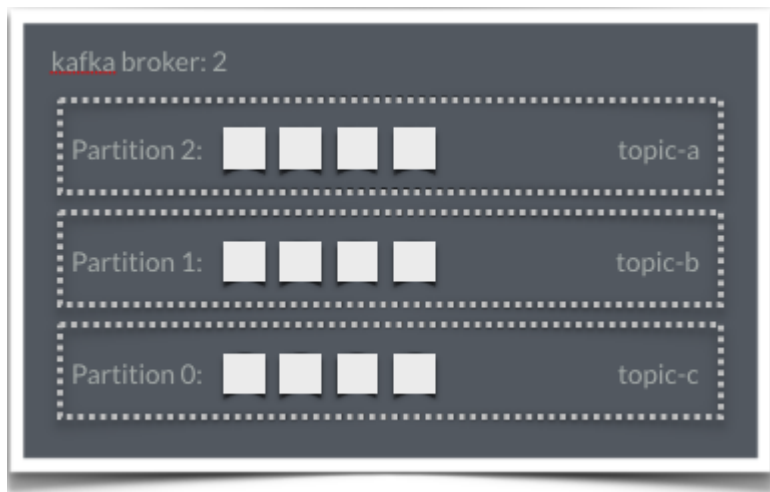 kafka broker: 2
Partition 2: topic-a
Partition 1: topic-b
Partition 0: topic-c